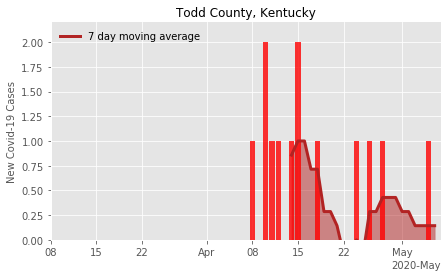 Todd County, Kentucky
7 day moving average
New Covid-19 Cases
2.00
1.75
1.50
1.25
1.00
0.75
0.50
0.25
0.00
08 15 22 Apr 08 15 22 May
2020-May